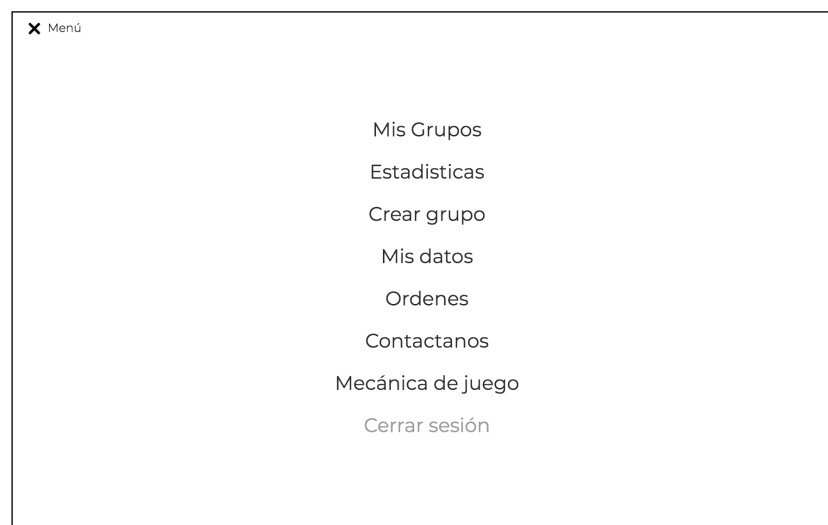 Menú
Mis Grupos
Estadisticas
Crear grupo
Mis datos
Ordenes
Contactanos
Mecánica de juego
Cerrar sesión